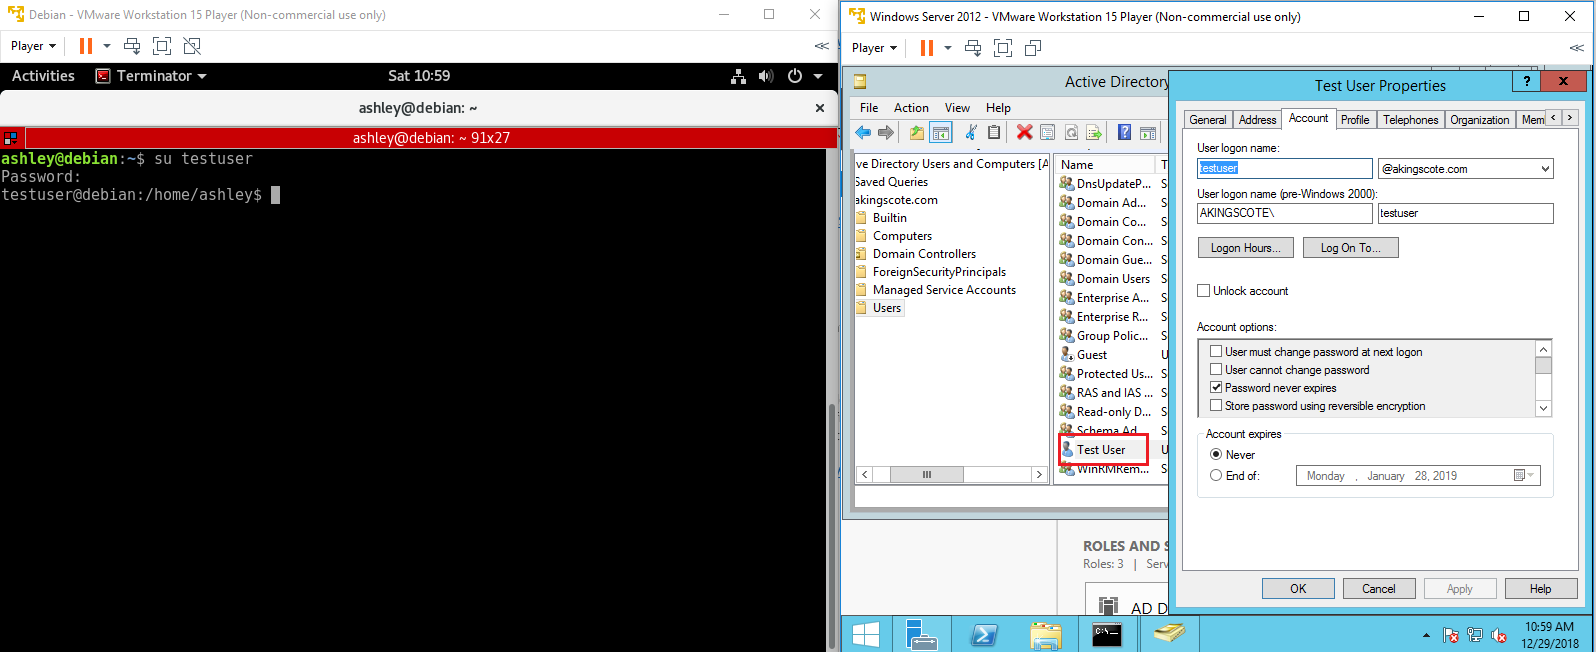 Debian - VMware Workstation 15 Player (Non-commercial use only)
Player
Activities
Terminator
Sat 10:59
ashley@debian: ~
ashley@debian: ~ 91x27
ashley@debian:~$ su testuser
Password:
testuser@debian:/home/ashley$
Windows Server 2012 - VMware Workstation 15 Player (Non-commercial use only)
Player
Active Directory
File Action View Help
ve Directory Users and Computers [A
Saved Queries
akingscote.com
Builtin
Computers
Domain Controllers
ForeignSecurityPrincipals
Managed Service Accounts
Users
Name T
DnsUpdateP... S
Domain Ad... S
Domain Co... S
Domain Con... S
Domain Gue... S
Domain Users S
Enterprise A... S
Enterprise R... S
Group Polic... S
Guest U
Protected Us... S
RAS and IAS ... S
Read-only D... S
Schema Ad... S
Test User U
WinRMRem... S
ROLES AND S
Roles: 3 | Serv
AD D
Test User Properties
General Address Account Profile Telephones Organization Mem
User logon name:
testuser
@akingscote.com
User logon name (pre-Windows 2000):
AKINGSCOTE\
testuser
Logon Hours...
Log On To...
Unlock account
Account options:
User must change password at next logon
User cannot change password
Password never expires
Store password using reversible encryption
Account expires
Never
End of:
Monday , January 28, 2019
OK Cancel Apply Help
C:\_
10:59 AM
12/29/2018